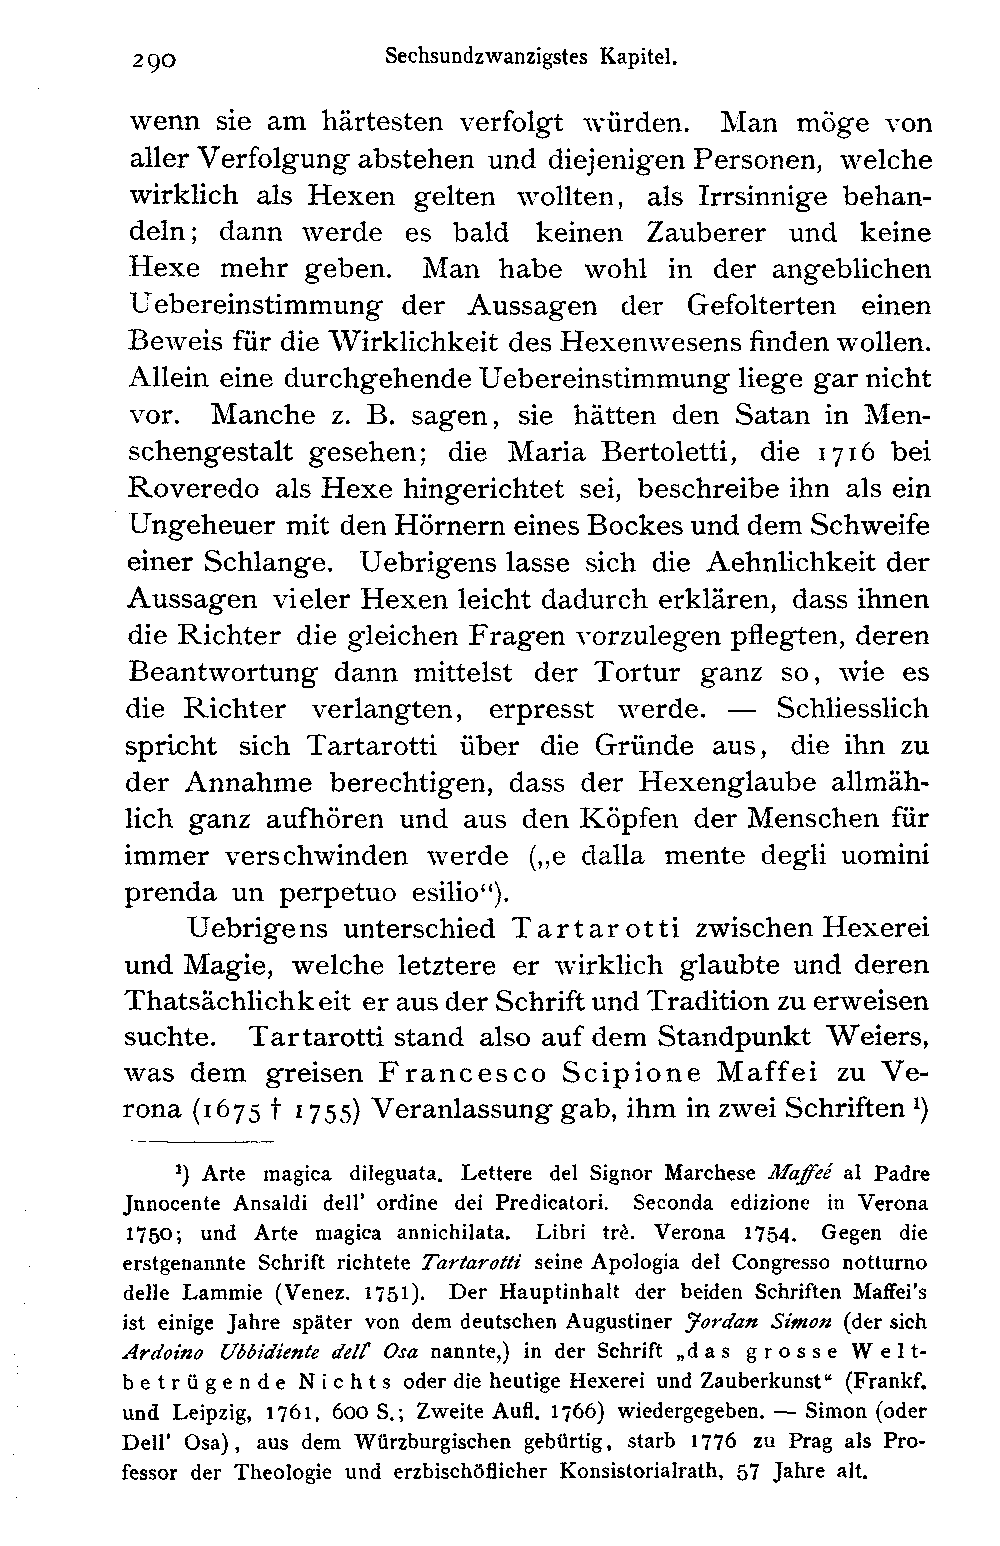 290 Sechsundzwanzigstes Kapitel.
wenn sie am härtesten verfolgt würden. Man möge von
aller Verfolgung abstehen und diejenigen Personen, welche
wirklich als Hexen gelten wollten, als Irrsinnige behan-
deln; dann werde es bald keinen Zauberer und keine
Hexe mehr geben. Man habe wohl in der angeblichen
Uebereinstimmung der Aussagen der Gefolterten einen
Beweis für die Wirklichkeit des Hexenwesens finden wollen.
Allein eine durchgehende Uebereinstimmung liege gar nicht
vor. Manche z. B. sagen, sie hätten den Satan in Men-
schengestalt gesehen; die Maria Bertoletti, die 1716 bei
Roveredo als Hexe hingerichtet sei, beschreibe ihn als ein
Ungeheuer mit den Hörnern eines Bockes und dem Schweife
einer Schlange. Uebrigens lasse sich die Aehnlichkeit der
Aussagen vieler Hexen leicht dadurch erklären, dass ihnen
die Richter die gleichen Fragen vorzulegen pflegten, deren
Beantwortung dann mittelst der Tortur ganz so, wie es
die Richter verlangten, erpresst werde. — Schliesslich
spricht sich Tartarotti über die Gründe aus, die ihn zu
der Annahme berechtigen, dass der Hexenglaube allmäh-
lich ganz aufhören und aus den Köpfen der Menschen für
immer verschwinden werde („e dalla mente degli uomini
prenda un perpetuo esilio“).
Uebrigens unterschied Tartarotti zwischen Hexerei
und Magie, welche letztere er wirklich glaubte und deren
Thatsächlichkeit er aus der Schrift und Tradition zu erweisen
suchte. Tartarotti stand also auf dem Standpunkt Weiers,
was dem greisen Francesco Scipione Maffei zu Ve-
rona (1675 † 1755) Veranlassung gab, ihm in zwei Schriften ¹)
¹) Arte magica dileguata. Lettere del Signor Marchese Maffeé al Padre
Jnnocente Ansaldi dell' ordine dei Predicatori. Seconda edizione in Verona
1750; und Arte magica annichilata. Libri trè. Verona 1754. Gegen die
erstgenannte Schrift richtete Tartarotti seine Apologia del Congresso notturno
delle Lammie (Venez. 1751). Der Hauptinhalt der beiden Schriften Maffei's
ist einige Jahre später von dem deutschen Augustiner Jordan Simon (der sich
Ardoino Ubbidiente dell' Osa nannte,) in der Schrift „das grosse Welt-
betrügende Nichts oder die heutige Hexerei und Zauberkunst“ (Frankf.
und Leipzig, 1761, 600 S.; Zweite Aufl. 1766) wiedergegeben. — Simon (oder
Dell' Osa), aus dem Würzburgischen gebürtig, starb 1776 zu Prag als Pro-
fessor der Theologie und erzbischöflicher Konsistorialrath, 57 Jahre alt.